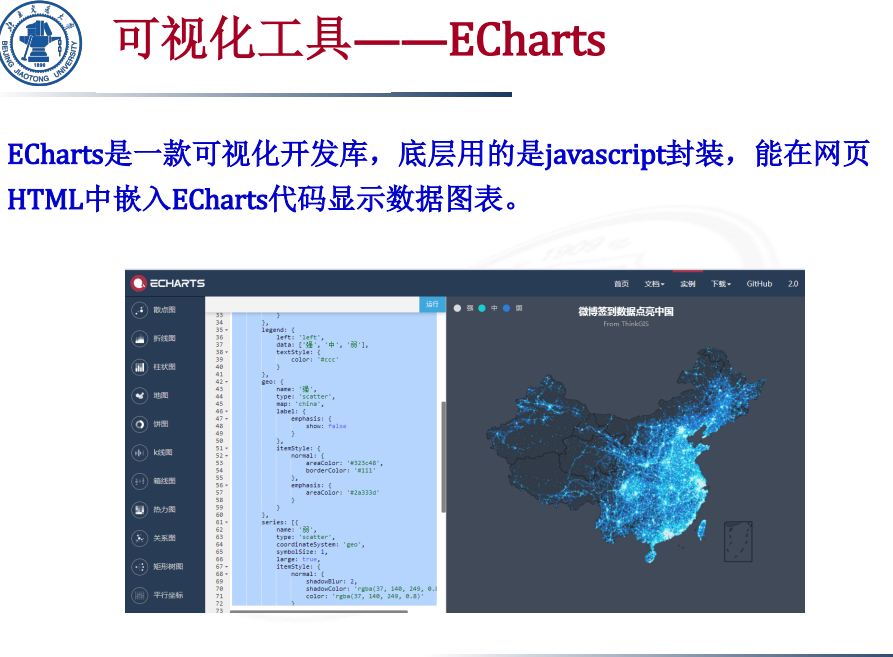 北京交通大学
BEIJING JIAOTONG UNIVERSITY
1896
可视化工具——ECharts
ECharts是一款可视化开发库，底层用的是javascript封装，能在网页
HTML中嵌入ECharts代码显示数据图表。
ECHARTS
首页 文档 实例 下载 GitHub 2.0
散点图
折线图
柱状图
地图
饼图
k线图
箱线图
热力图
关系图
矩形树图
平行坐标
运行
33 }
34 },
35 legend: {
36 left: 'left',
37 data: ['强', '中', '弱'],
38 textStyle: {
39 color: '#ccc'
40 }
41 },
42 geo: {
43 name: '强',
44 type: 'scatter',
45 map: 'china',
46 label: {
47 emphasis: {
48 show: false
49 }
50 },
51 itemStyle: {
52 normal: {
53 areaColor: '#323c48',
54 borderColor: '#111'
55 },
56 emphasis: {
57 areaColor: '#2a333d'
58 }
59 }
60 },
61 series: [{
62 name: '弱',
63 type: 'scatter',
64 coordinateSystem: 'geo',
65 symbolSize: 1,
66 large: true,
67 itemStyle: {
68 normal: {
69 shadowBlur: 2,
70 shadowColor: 'rgba(37, 140, 249, 0.8
71 color: 'rgba(37, 140, 249, 0.8)'
72 }
73
强 中 弱
微博签到数据点亮中国
From ThinkGIS